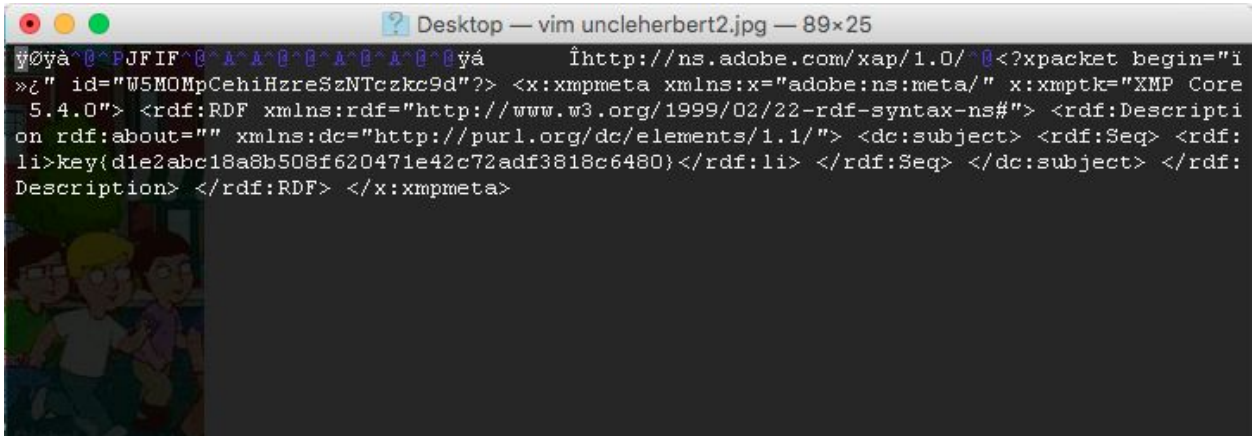 Desktop — vim uncleherbert2.jpg — 89×25
ÿØÿà^@^PJFIF^@^A^A^@^@^A^@^A^@^@ÿá Îhttp://ns.adobe.com/xap/1.0/^@<?xpacket begin="ï
»¿" id="W5M0MpCehiHzreSzNTczkc9d"?> <x:xmpmeta xmlns:x="adobe:ns:meta/" x:xmptk="XMP Core
 5.4.0"> <rdf:RDF xmlns:rdf="http://www.w3.org/1999/02/22-rdf-syntax-ns#"> <rdf:Descripti
on rdf:about="" xmlns:dc="http://purl.org/dc/elements/1.1/"> <dc:subject> <rdf:Seq> <rdf:
li>key{d1e2abc18a8b508f620471e42c72adf3818c6480}</rdf:li> </rdf:Seq> </dc:subject> </rdf:
Description> </rdf:RDF> </x:xmpmeta>